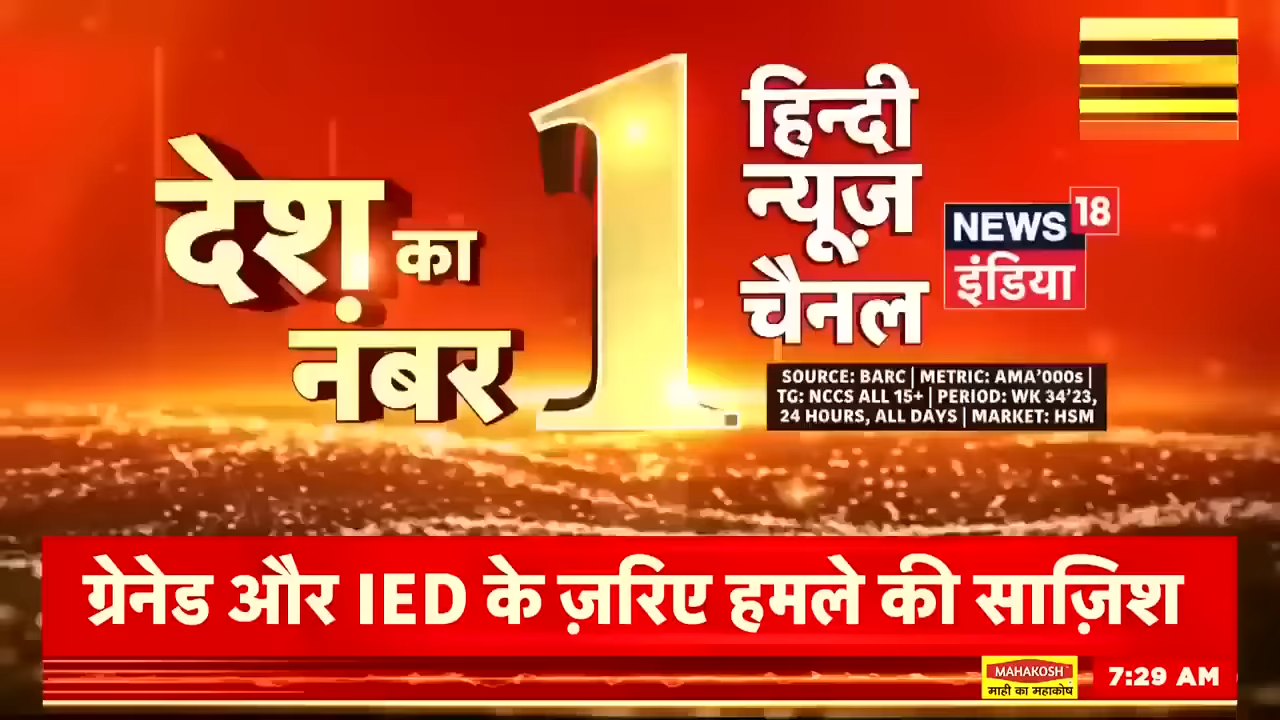 देश का
नंबर
1
हिन्दी
न्यूज़
चैनल
NEWS 18
इंडिया
SOURCE: BARC | METRIC: AMA'000s |
TG: NCCS ALL 15+ | PERIOD: WK 34'23,
24 HOURS, ALL DAYS | MARKET: HSM
ग्रेनेड और IED के ज़रिए हमले की साज़िश
MAHAKOSH
माही का महाकोष
7:29 AM